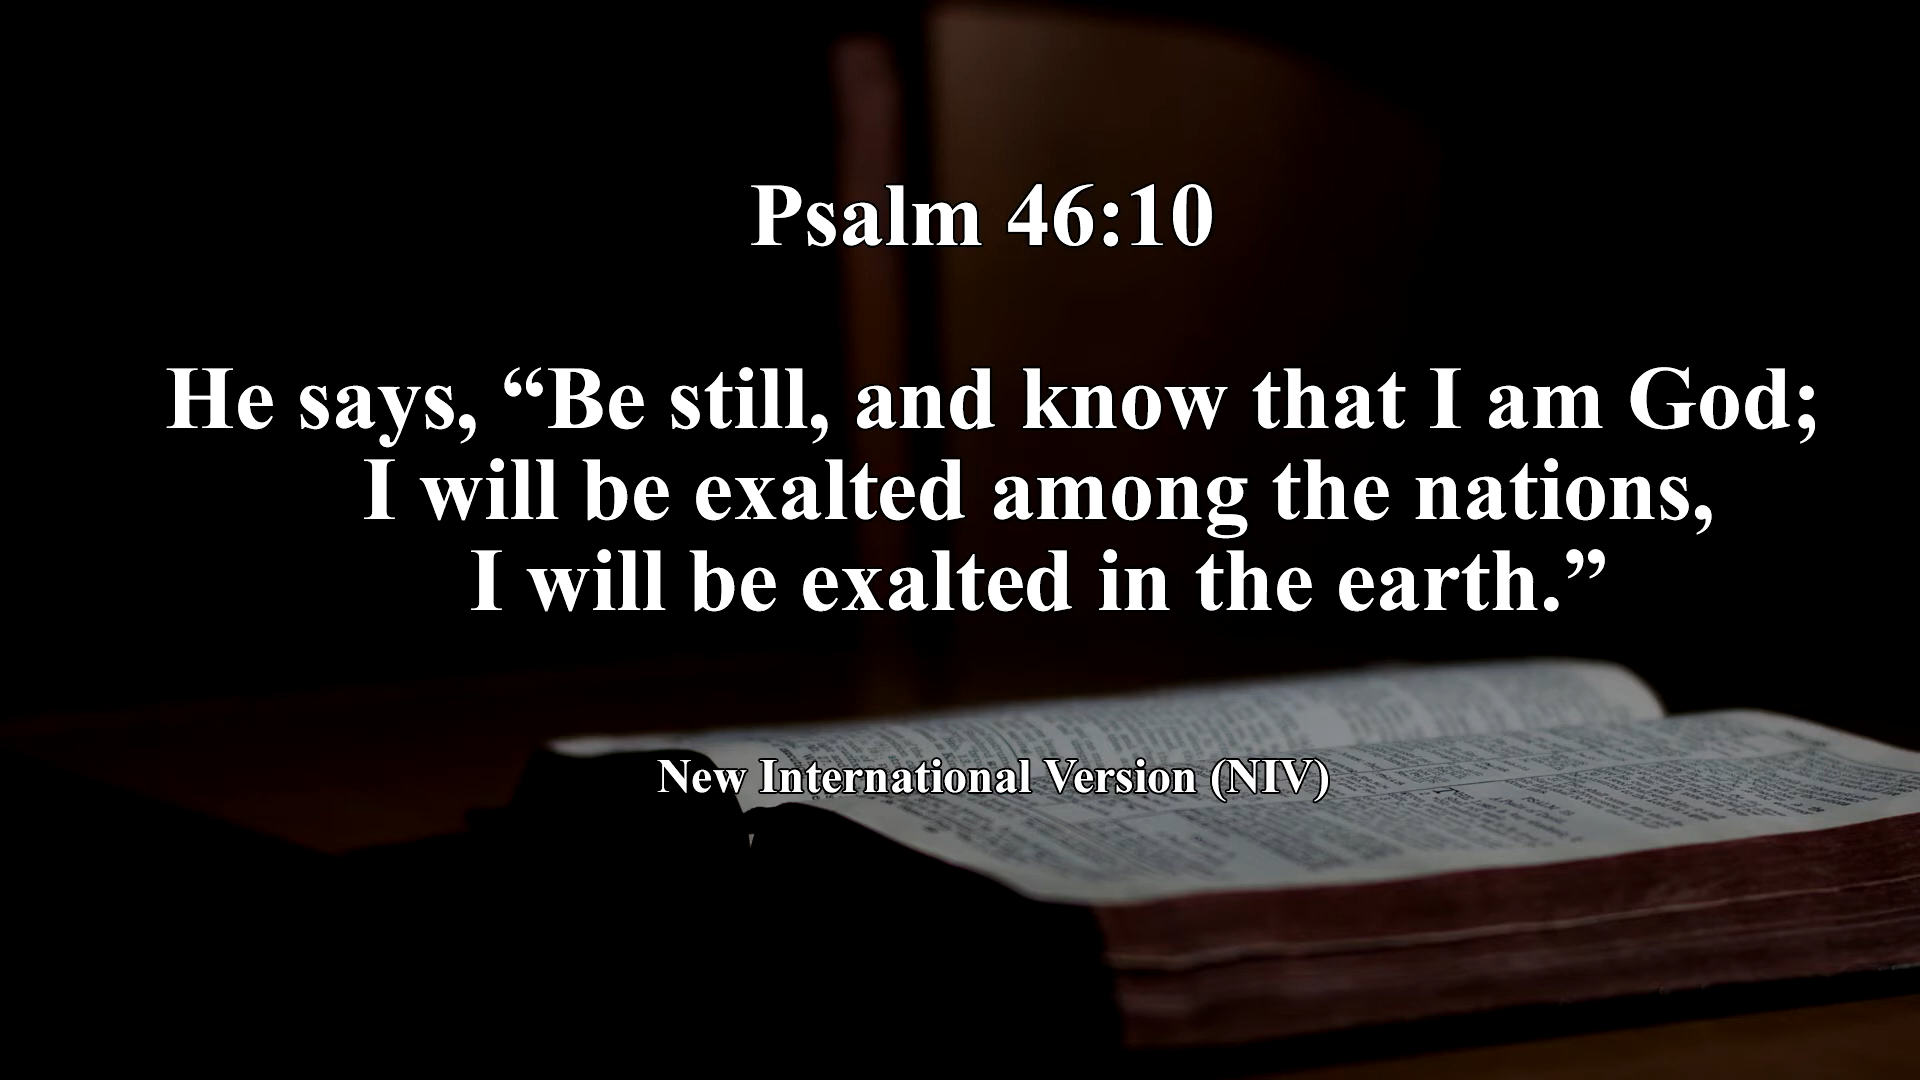 Psalm 46:10
He says, “Be still, and know that I am God;
I will be exalted among the nations,
I will be exalted in the earth.”
New International Version (NIV)